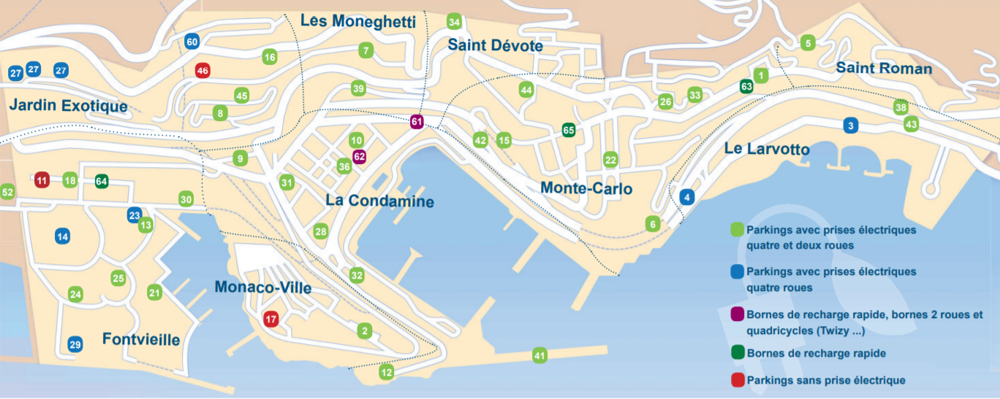 Les Moneghetti
34
Saint Dévote
60
5
7
16
Saint Roman
27
27
27
46
1
63
39
44
45
33
26
Jardin Exotique
38
8
61
43
3
65
10
42
15
Le Larvotto
62
9
22
36
11
18
64
31
Monte-Carlo
52
30
La Condamine
4
23
13
6
28
14
Parkings avec prises électriques
quatre et deux roues
25
32
Parkings avec prises électriques
quatre roues
Monaco-Ville
24
21
17
Bornes de recharge rapide, bornes 2 roues et
quadricycles (Twizy ...)
2
Fontvieille
29
41
Bornes de recharge rapide
12
Parkings sans prise électrique